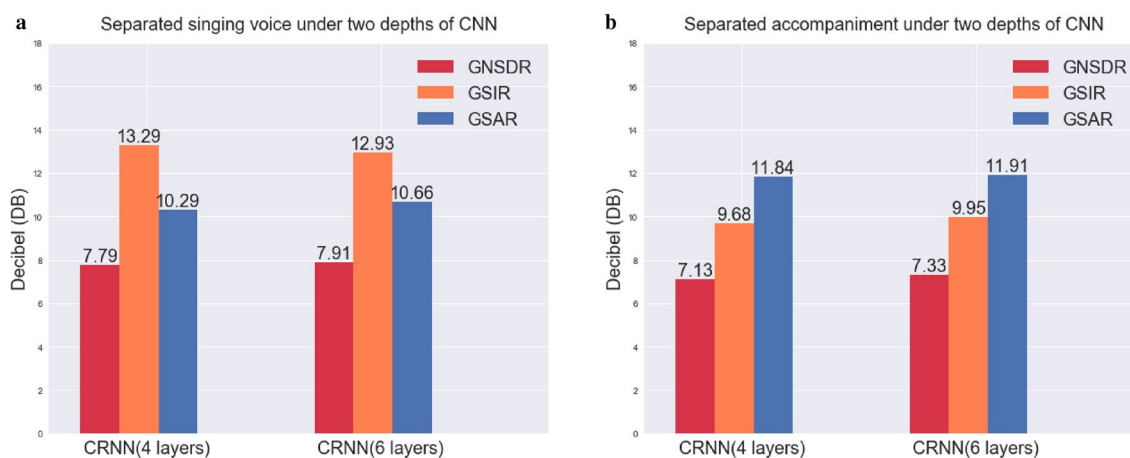 a
Separated singing voice under two depths of CNN
18
16
14
12
10
8
6
4
2
0
Decibel (DB)
GNSDR
GSIR
GSAR
7.79
13.29
10.29
7.91
12.93
10.66
CRNN(4 layers)
CRNN(6 layers)
b
Separated accompaniment under two depths of CNN
18
16
14
12
10
8
6
4
2
0
Decibel (DB)
GNSDR
GSIR
GSAR
7.13
9.68
11.84
7.33
9.95
11.91
CRNN(4 layers)
CRNN(6 layers)